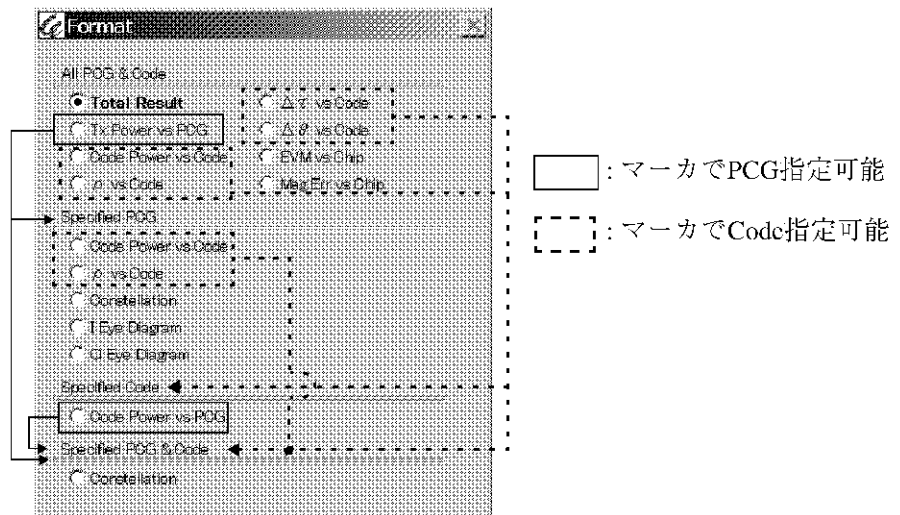 Format
All PCG & Code
Total Result
Δτ vs Code
Tx Power vs PCG
Δθ vs Code
Code Power vs Code
EVM vs Chip
ρ vs Code
Mag Err vs Chip
Specified PCG
Code Power vs Code
ρ vs Code
Constellation
I Eye Diagram
Q Eye Diagram
Specified Code
Code Power vs PCG
Specified PCG & Code
Constellation
: マーカでPCG指定可能
: マーカでCode指定可能